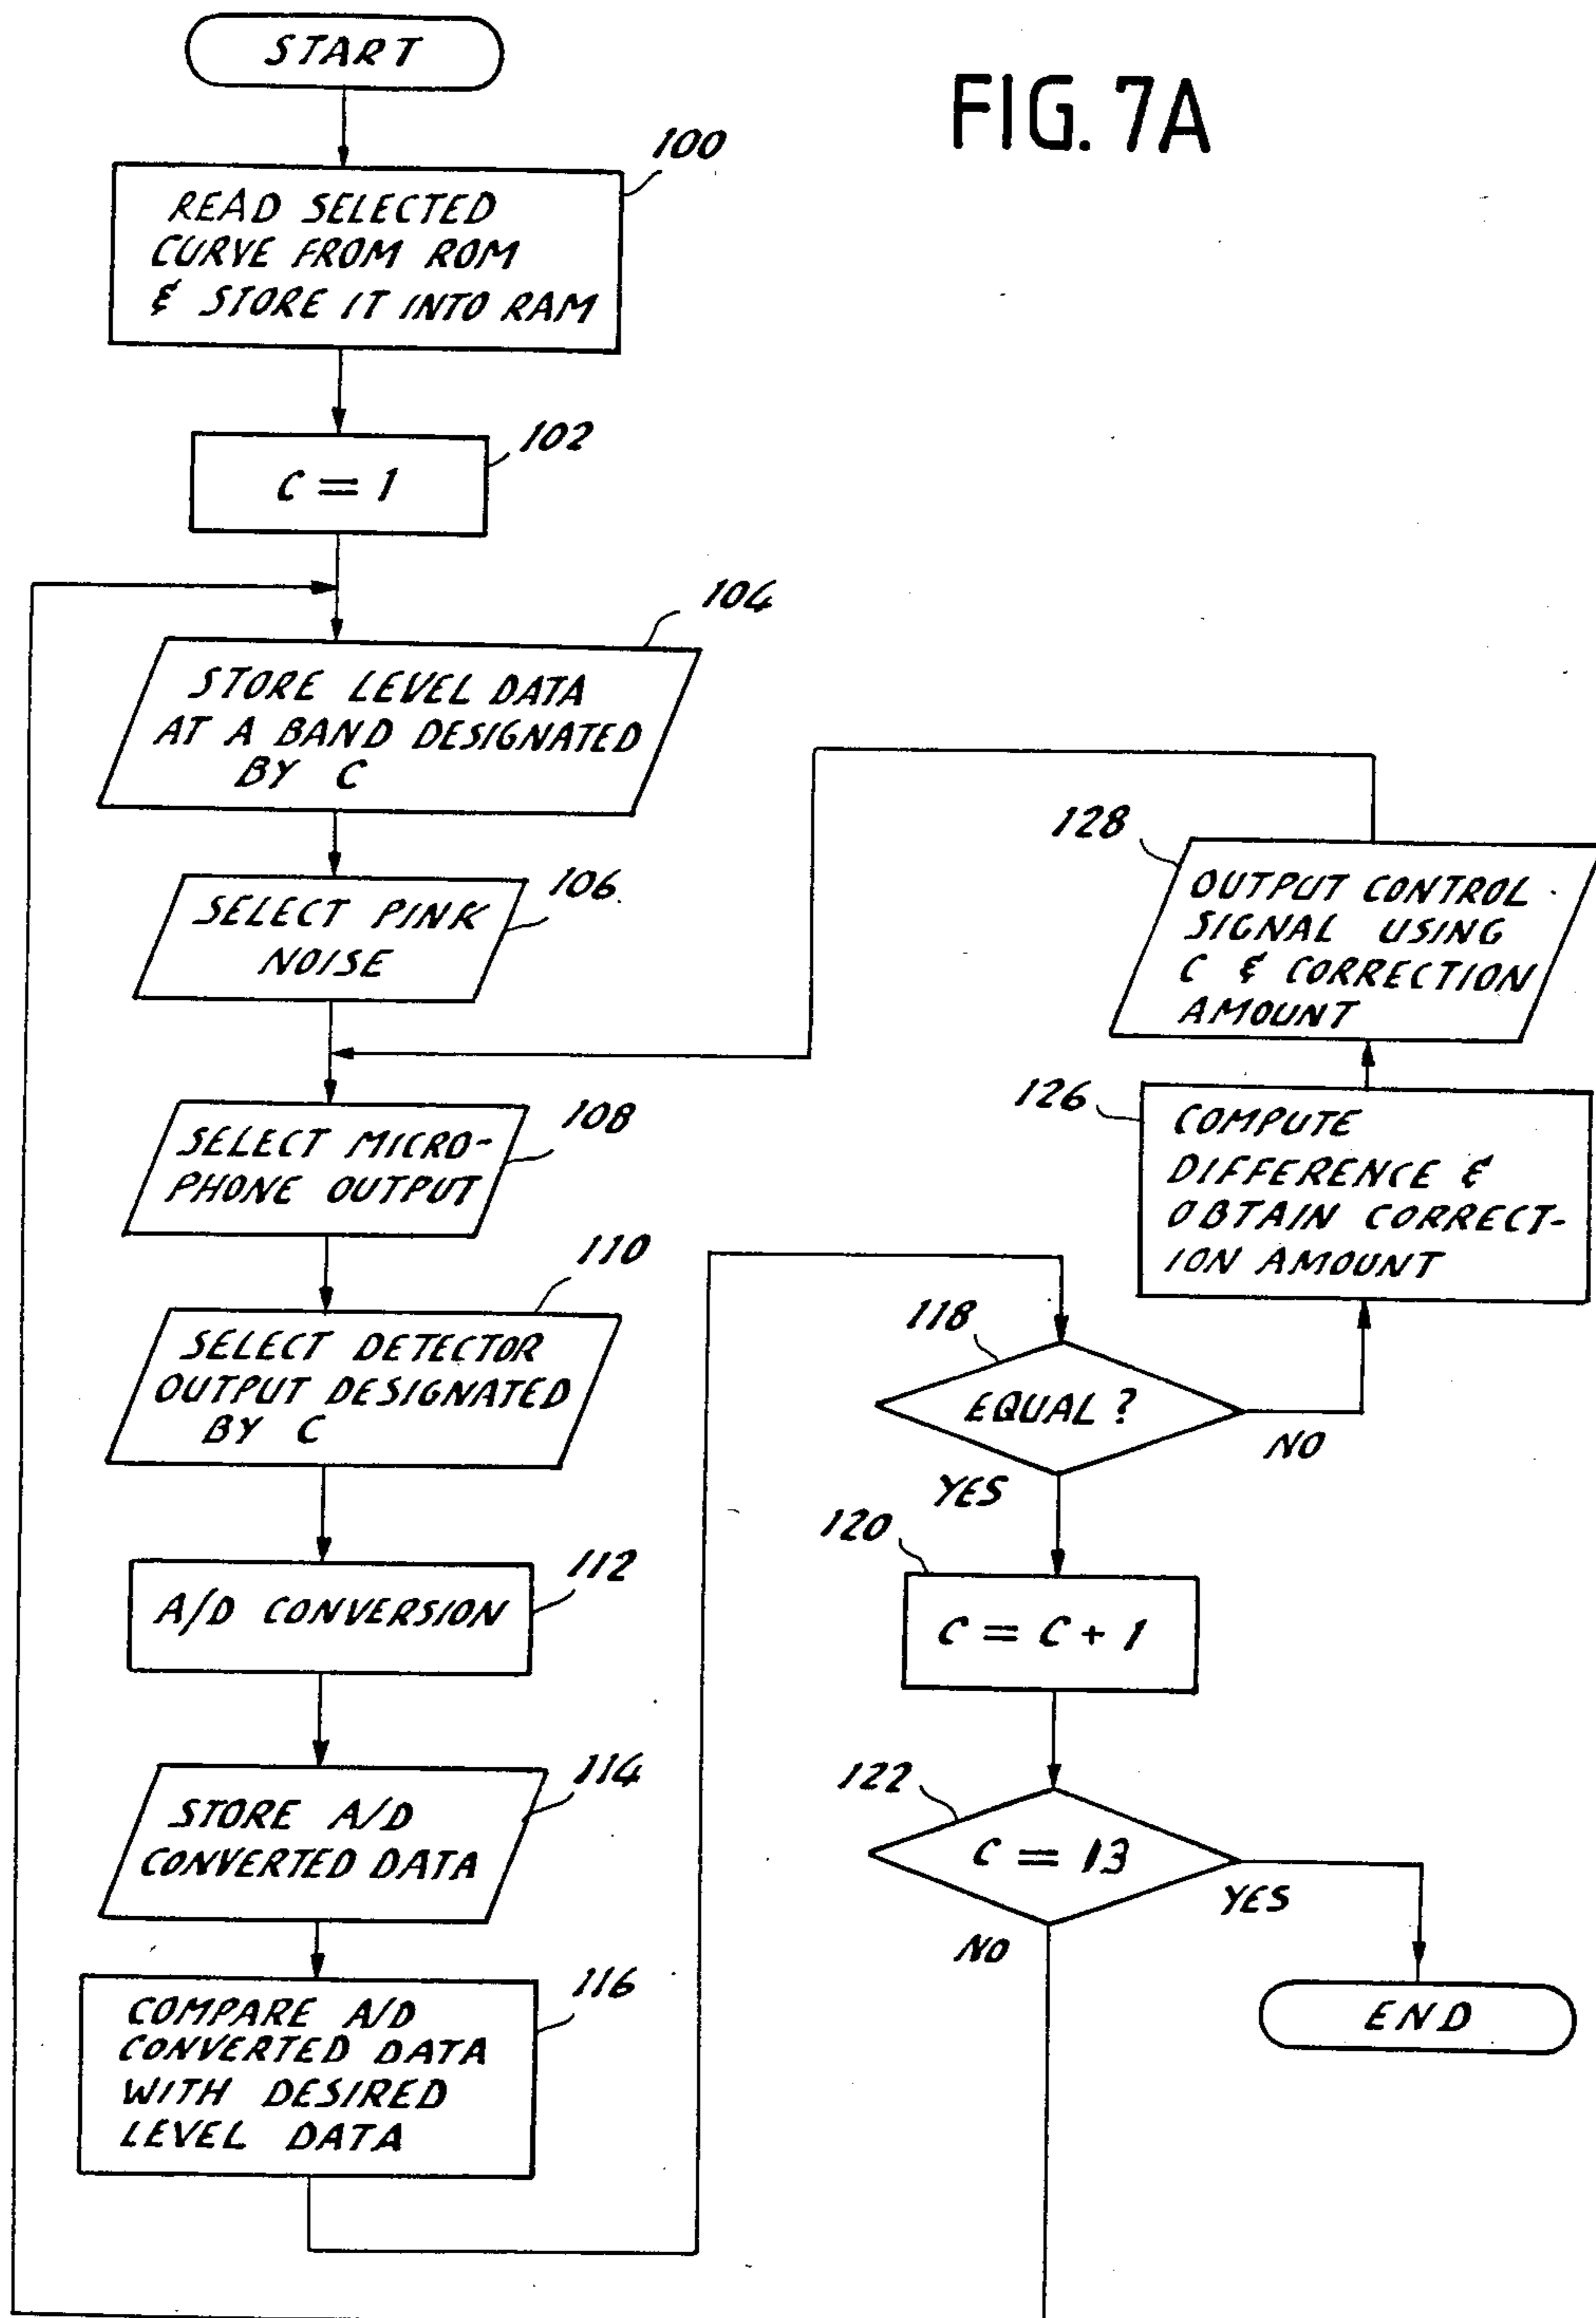 START
FIG. 7A
100
READ SELECTED
CURVE FROM ROM
& STORE IT INTO RAM
102
C = 1
104
STORE LEVEL DATA
AT A BAND DESIGNATED
BY C
106
SELECT PINK
NOISE
108
SELECT MICRO-
PHONE OUTPUT
110
SELECT DETECTOR
OUTPUT DESIGNATED
BY C
112
A/D CONVERSION
114
STORE A/D
CONVERTED DATA
116
COMPARE A/D
CONVERTED DATA
WITH DESIRED
LEVEL DATA
118
EQUAL ?
NO
YES
120
C = C + 1
122
C = 13
YES
NO
END
126
COMPUTE
DIFFERENCE &
OBTAIN CORRECT-
ION AMOUNT
128
OUTPUT CONTROL
SIGNAL USING
C & CORRECTION
AMOUNT